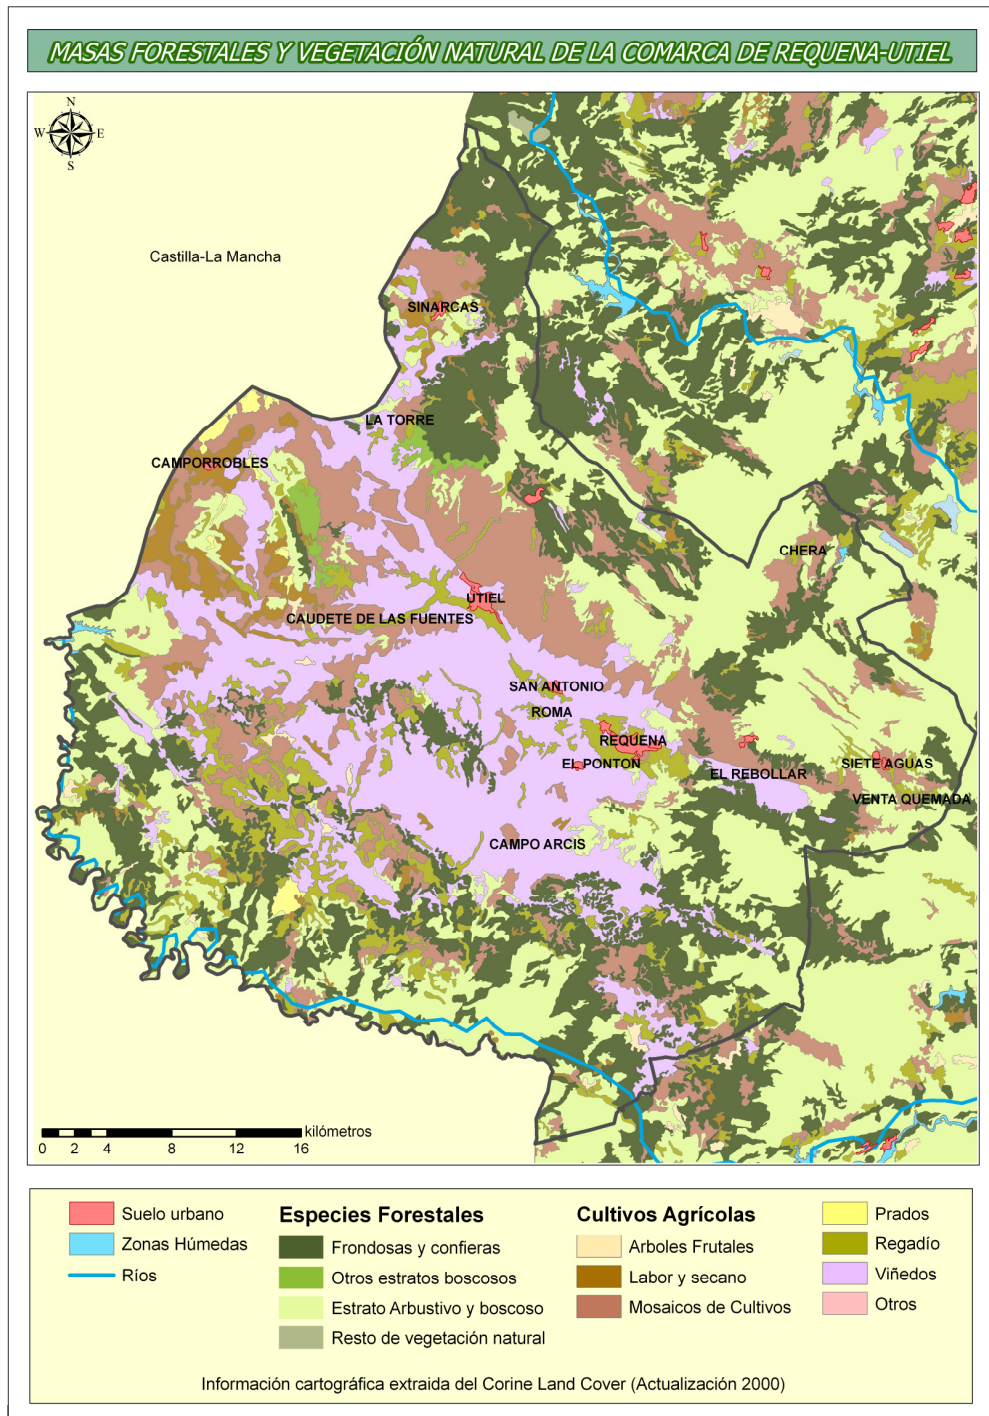 MASAS FORESTALES Y VEGETACIÓN NATURAL DE LA COMARCA DE REQUENA-UTIEL
N
W E
S
Castilla-La Mancha
SINARCAS
LA TORRE
CAMPORROBLES
CHERA
UTIEL
CAUDETE DE LAS FUENTES
SAN ANTONIO
ROMA
REQUENA
EL PONTON
EL REBOLLAR
SIETE AGUAS
VENTA QUEMADA
CAMPO ARCIS
kilómetros
0 2 4 8 12 16
Suelo urbano
Zonas Húmedas
Ríos
Especies Forestales
Frondosas y confieras
Otros estratos boscosos
Estrato Arbustivo y boscoso
Resto de vegetación natural
Cultivos Agrícolas
Arboles Frutales
Labor y secano
Mosaicos de Cultivos
Prados
Regadío
Viñedos
Otros
Información cartográfica extraida del Corine Land Cover (Actualización 2000)